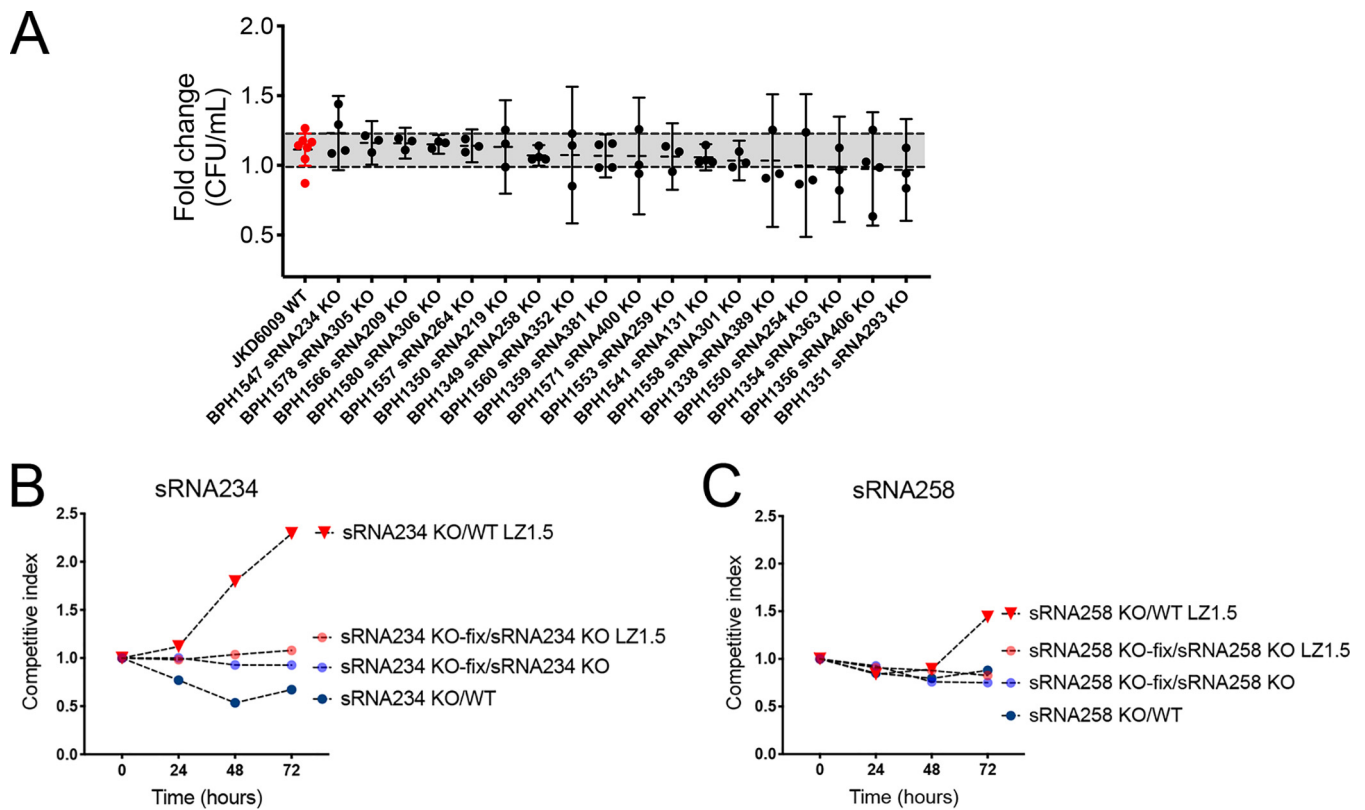 A
Fold change
(CFU/mL)
2.0
1.5
1.0
0.5
JKD6009 WT
BPH1547 sRNA234 KO
BPH1578 sRNA305 KO
BPH1566 sRNA209 KO
BPH1580 sRNA306 KO
BPH1557 sRNA264 KO
BPH1350 sRNA219 KO
BPH1349 sRNA258 KO
BPH1560 sRNA352 KO
BPH1359 sRNA381 KO
BPH1571 sRNA400 KO
BPH1553 sRNA259 KO
BPH1541 sRNA131 KO
BPH1558 sRNA301 KO
BPH1338 sRNA389 KO
BPH1550 sRNA254 KO
BPH1354 sRNA363 KO
BPH1356 sRNA406 KO
BPH1351 sRNA293 KO
B
sRNA234
Competitive index
2.5
2.0
1.5
1.0
0.5
0.0
0 24 48 72
Time (hours)
sRNA234 KO/WT LZ1.5
sRNA234 KO-fix/sRNA234 KO LZ1.5
sRNA234 KO-fix/sRNA234 KO
sRNA234 KO/WT
C
sRNA258
Competitive index
2.5
2.0
1.5
1.0
0.5
0.0
0 24 48 72
Time (hours)
sRNA258 KO/WT LZ1.5
sRNA258 KO-fix/sRNA258 KO LZ1.5
sRNA258 KO-fix/sRNA258 KO
sRNA258 KO/WT